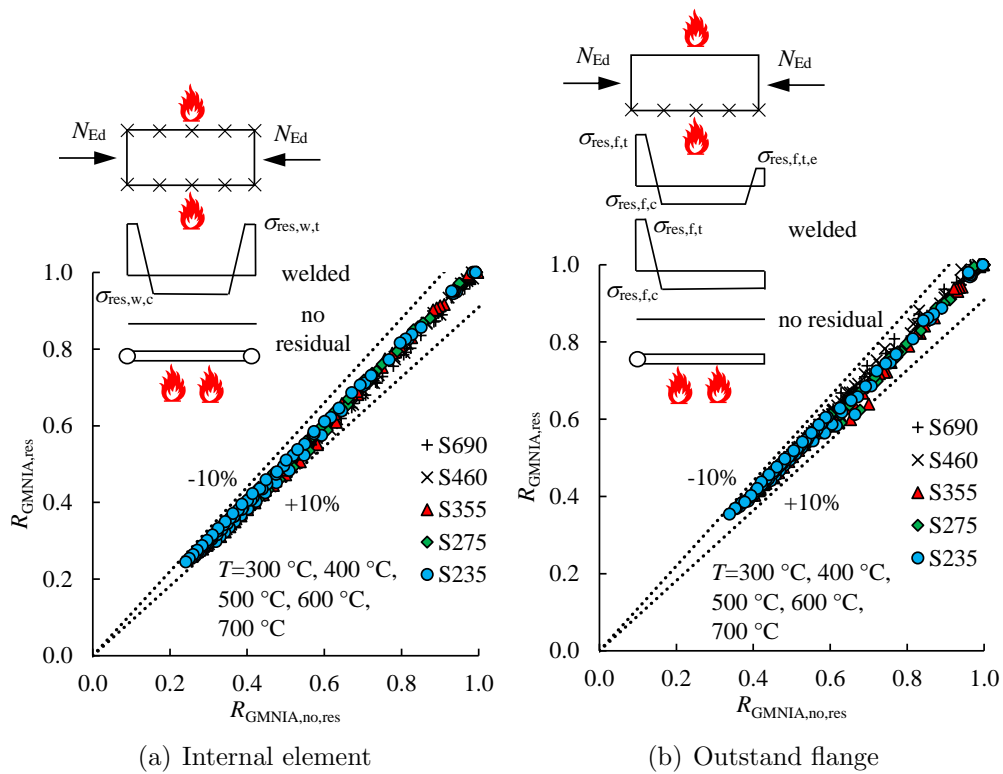 N_Ed
N_Ed
σ_res,w,t
σ_res,w,c
welded
no
residual
1.0
0.8
0.6
0.4
0.2
0.0
R_GMNIA,res
-10%
+10%
S690
S460
S355
S275
S235
T=300 °C, 400 °C,
500 °C, 600 °C,
700 °C
0.0 0.2 0.4 0.6 0.8 1.0
R_GMNIA,no,res
(a) Internal element
N_Ed
N_Ed
σ_res,f,t
σ_res,f,t,e
σ_res,f,c
σ_res,f,t
welded
σ_res,f,c
no residual
1.0
0.8
0.6
0.4
0.2
0.0
R_GMNIA,res
-10%
+10%
S690
S460
S355
S275
S235
T=300 °C, 400 °C,
500 °C, 600 °C,
700 °C
0.0 0.2 0.4 0.6 0.8 1.0
R_GMNIA,no,res
(b) Outstand flange